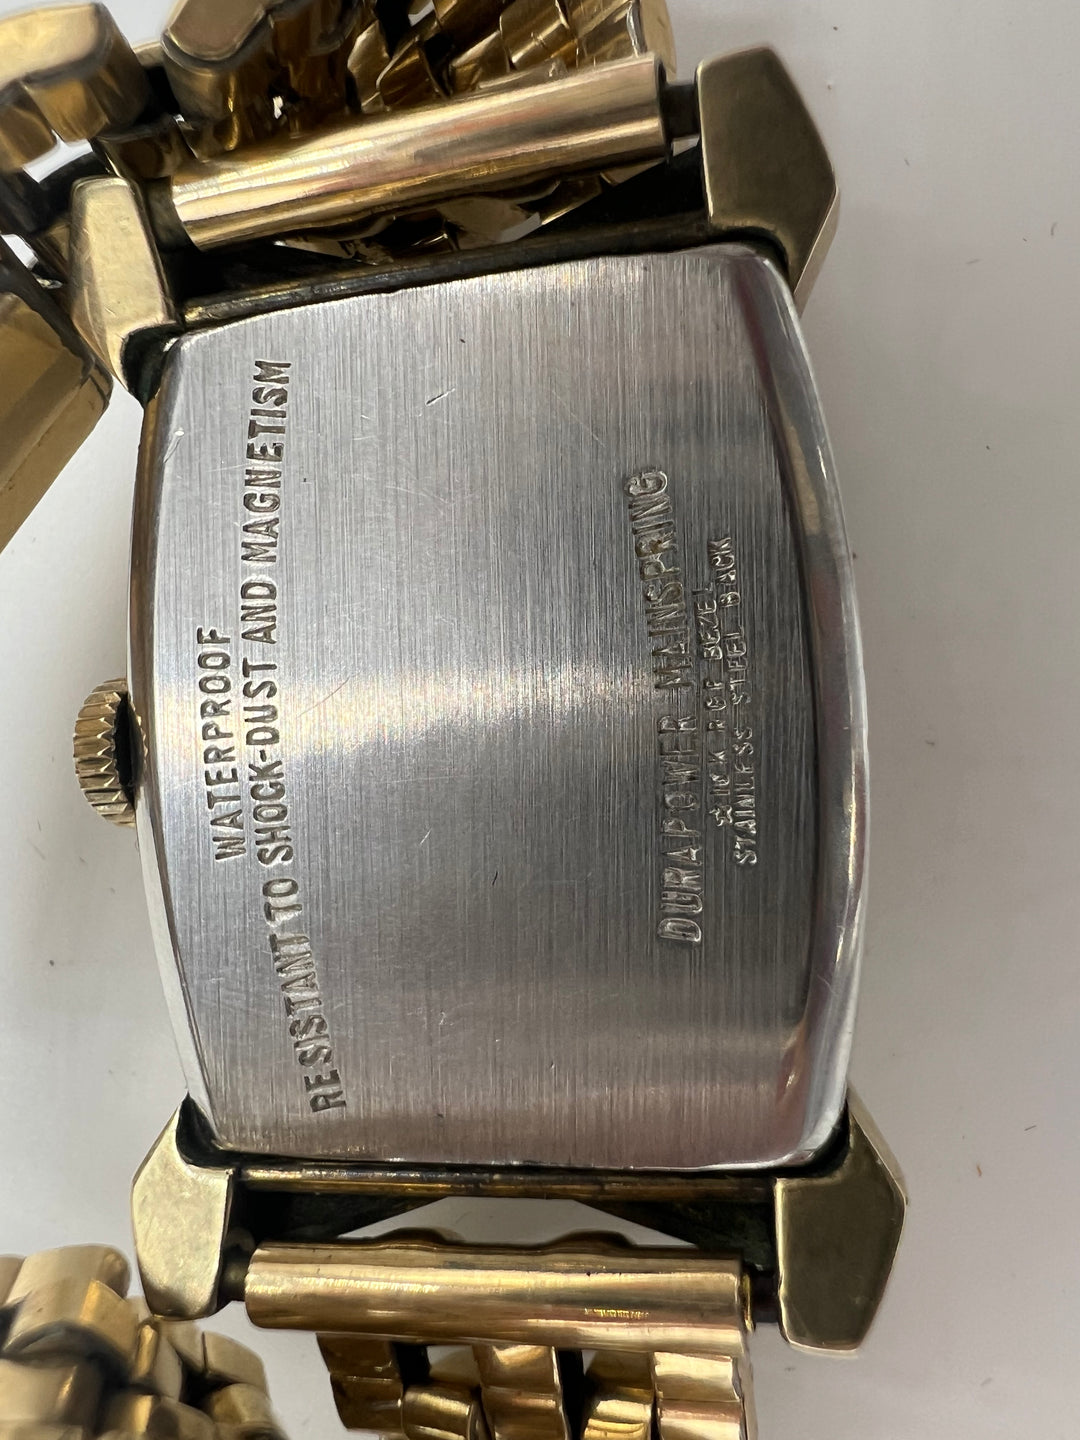 WATERPROOF
RESISTANT TO SHOCK-DUST AND MAGNETISM
DURAPOWER MAINSPRING
☆ 10K RGP BEZEL
STAINLESS STEEL BACK